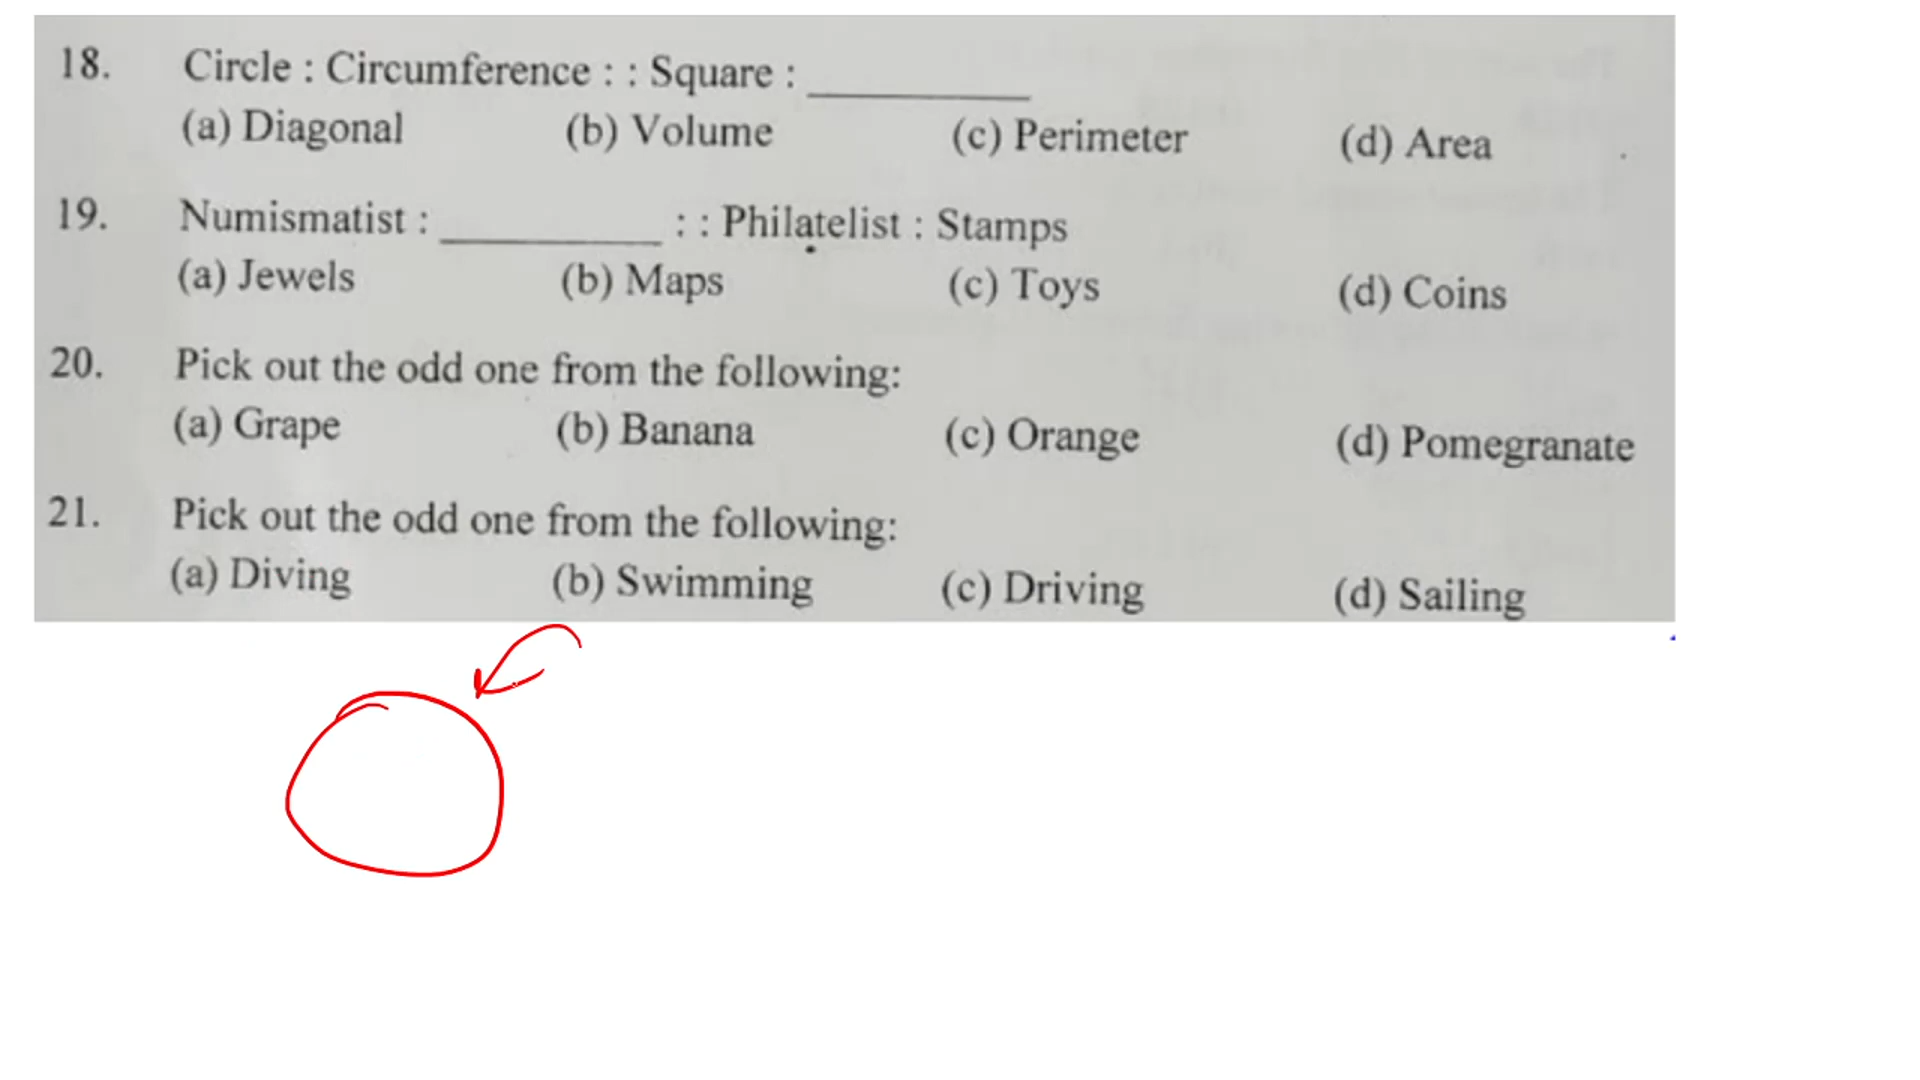 18. Circle : Circumference : : Square : __________
(a) Diagonal (b) Volume (c) Perimeter (d) Area
19. Numismatist : __________ : : Philatelist : Stamps
(a) Jewels (b) Maps (c) Toys (d) Coins
20. Pick out the odd one from the following:
(a) Grape (b) Banana (c) Orange (d) Pomegranate
21. Pick out the odd one from the following:
(a) Diving (b) Swimming (c) Driving (d) Sailing